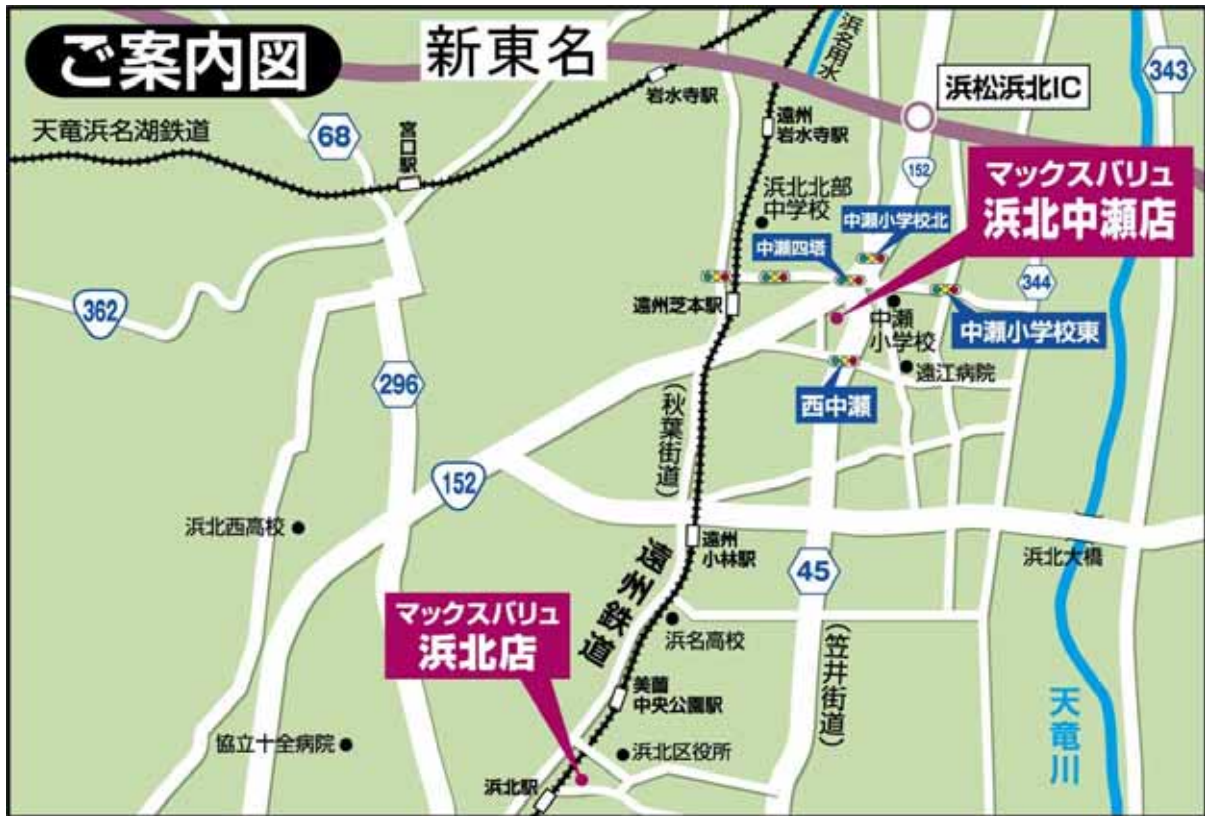 ご案内図
新東名
浜名用水
浜松浜北IC
343
天竜浜名湖鉄道
68
宮口駅
岩水寺駅
遠州
岩水寺駅
152
マックスバリュ
浜北中瀬店
浜北北部
中学校
中瀬小学校北
中瀬四塔
362
遠州芝本駅
344
中瀬
小学校
中瀬小学校東
遠江病院
西中瀬
296
(秋葉街道)
152
浜北西高校
遠州
小林駅
浜北大橋
45
遠州鉄道
マックスバリュ
浜北店
浜名高校
(笠井街道)
美薗
中央公園駅
天竜川
協立十全病院
浜北区役所
浜北駅